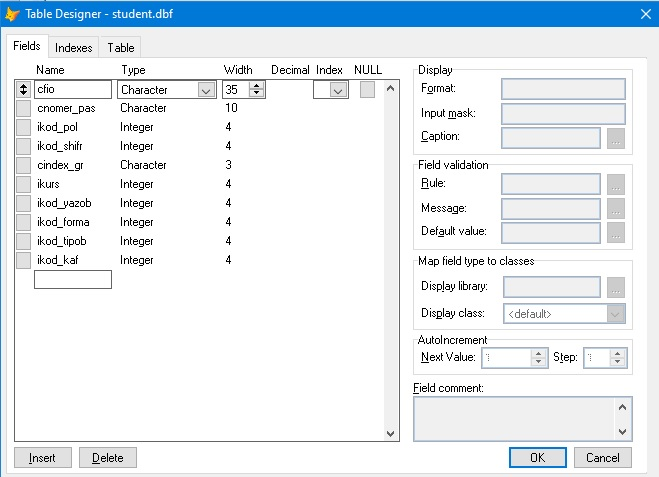 Table Designer - student.dbf
Fields Indexes Table
Name Type Width Decimal Index NULL
cfio Character 35
cnomer_pas Character 10
ikod_pol Integer 4
ikod_shifr Integer 4
cindex_gr Character 3
ikurs Integer 4
ikod_yazob Integer 4
ikod_forma Integer 4
ikod_tipob Integer 4
ikod_kaf Integer 4
Display
Format:
Input mask:
Caption: ...
Field validation
Rule: ...
Message: ...
Default value: ...
Map field type to classes
Display library: ...
Display class: <default>
AutoIncrement
Next Value: 1 Step: 1
Field comment:
Insert Delete OK Cancel